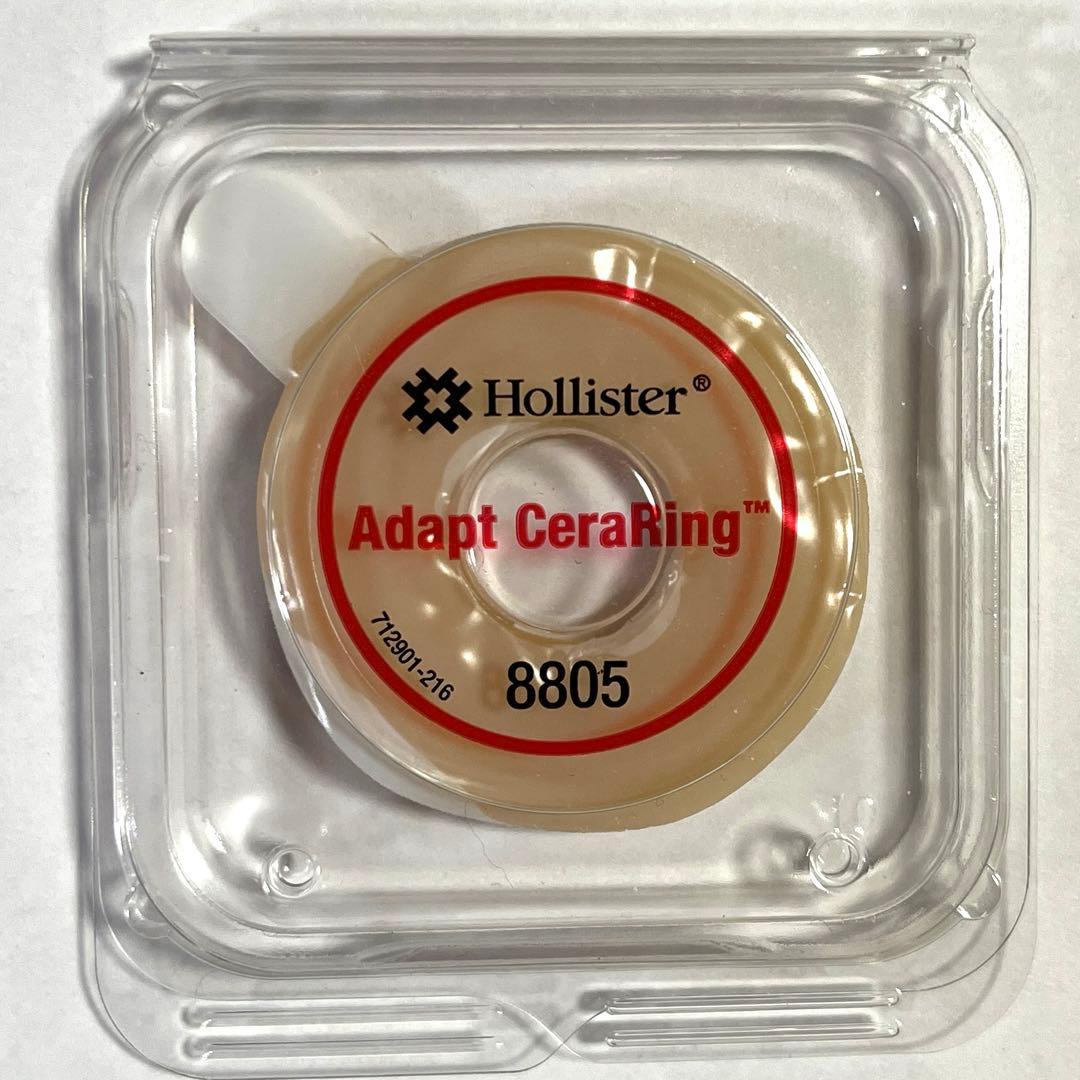 Hollister®
Adapt CeraRing™
712901-216
8805